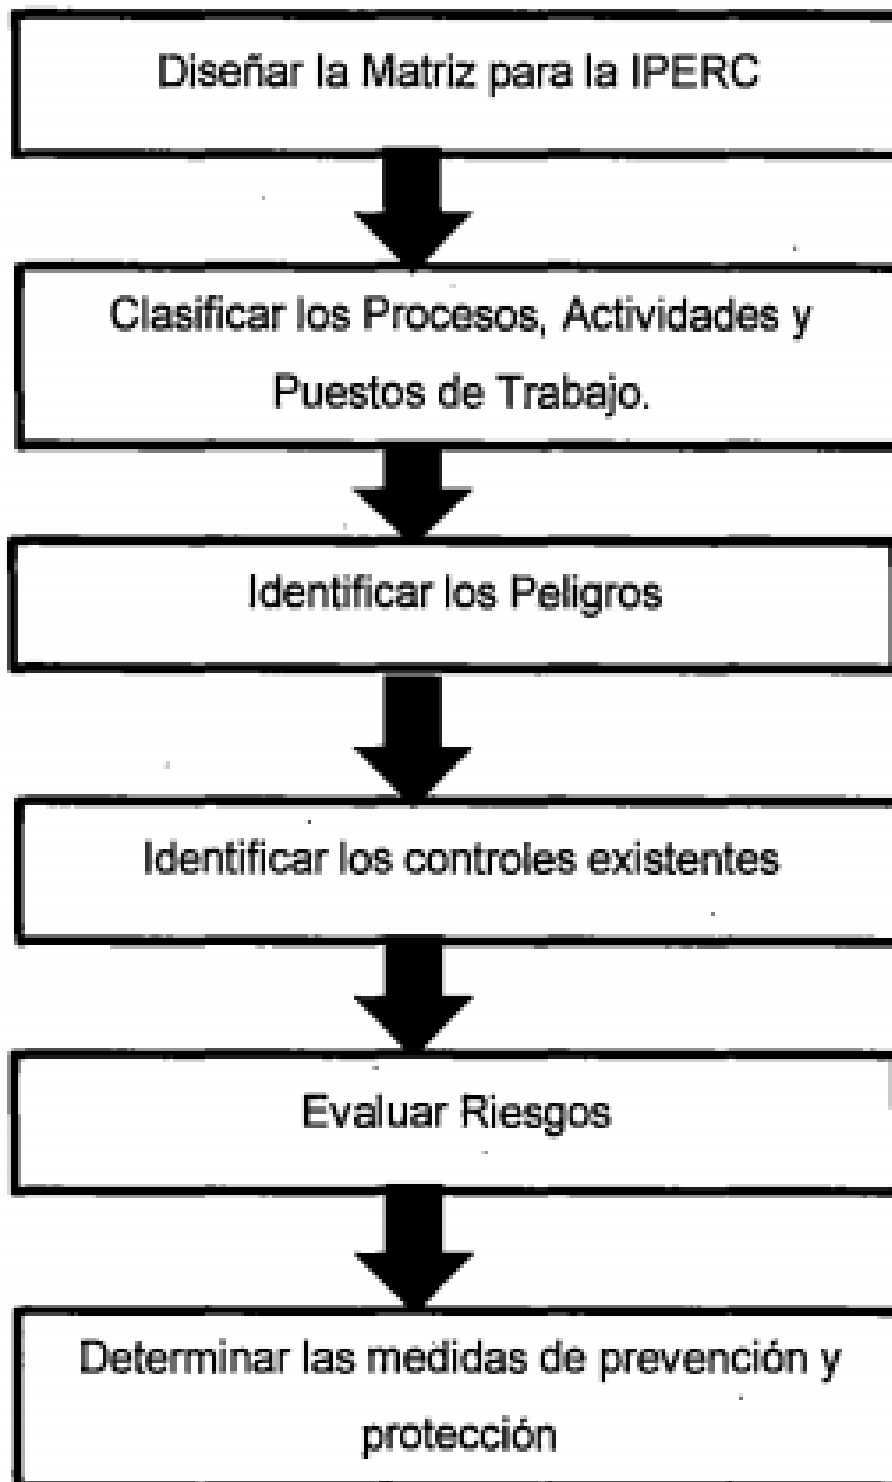 Diseñar la Matriz para la IPERC
Clasificar los Procesos, Actividades y
Puestos de Trabajo.
Identificar los Peligros
Identificar los controles existentes
Evaluar Riesgos
Determinar las medidas de prevención y
protección